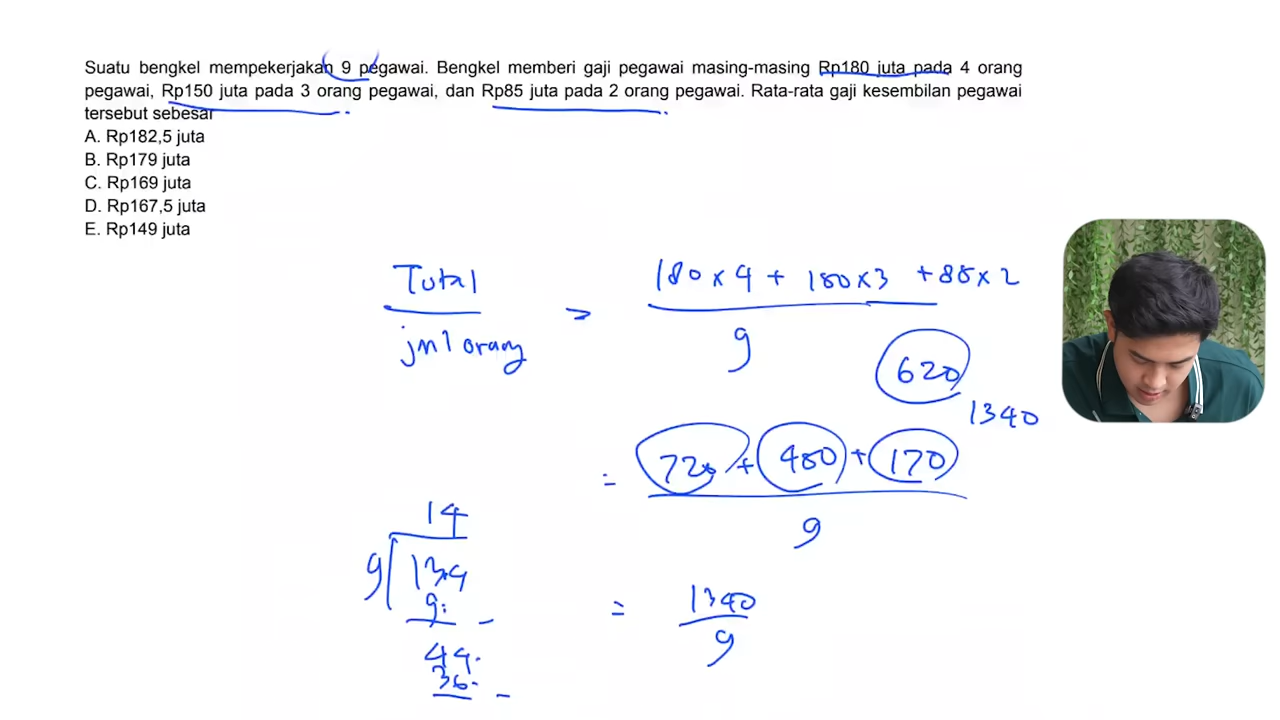 Suatu bengkel mempekerjakan 9 pegawai. Bengkel memberi gaji pegawai masing-masing Rp180 juta pada 4 orang
pegawai, Rp150 juta pada 3 orang pegawai, dan Rp85 juta pada 2 orang pegawai. Rata-rata gaji kesembilan pegawai
tersebut sebesar
A. Rp182,5 juta
B. Rp179 juta
C. Rp169 juta
D. Rp167,5 juta
E. Rp149 juta
Total
jml orang
=
180 x 4 + 150 x 3 + 85 x 2
9
620
1340
= 720 + 450 + 170
9
14
9 134
9
44
36
= 1340
9